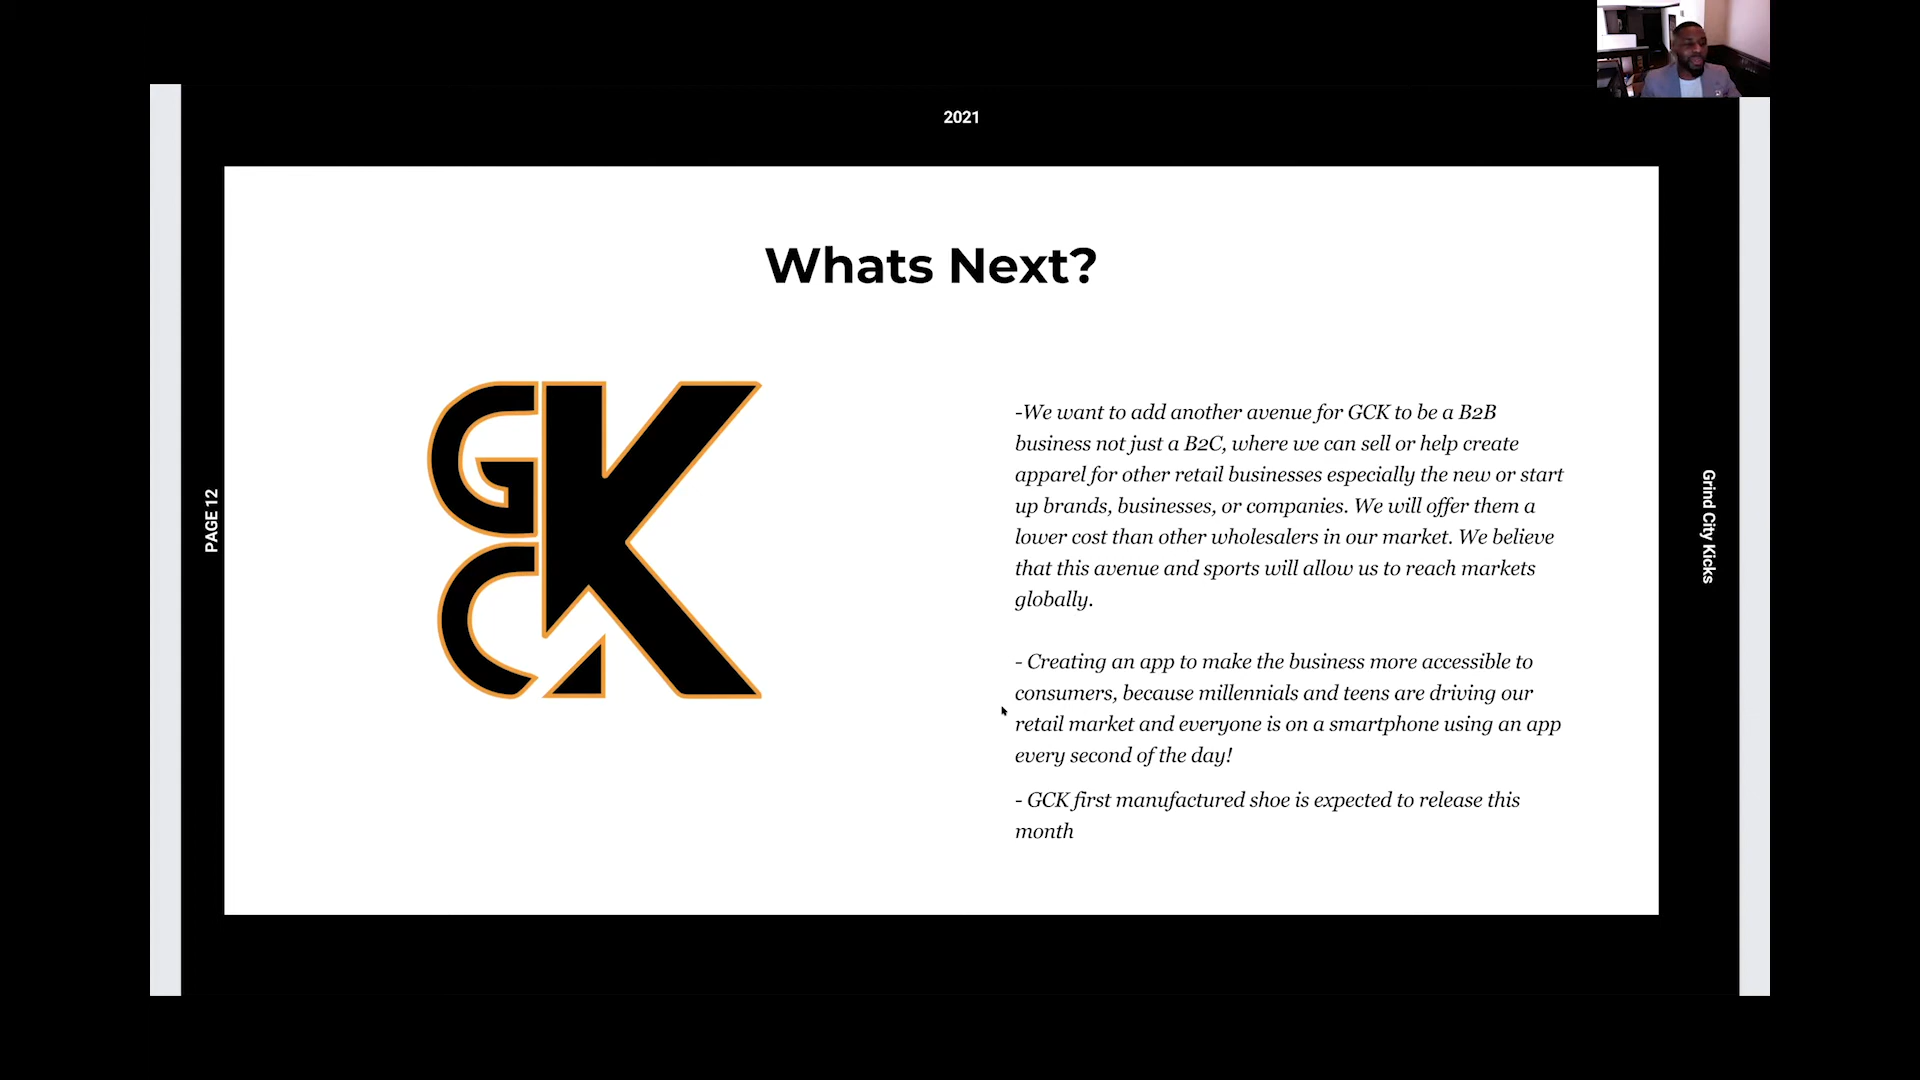 2021
Whats Next?
GCK
-We want to add another avenue for GCK to be a B2B
business not just a B2C, where we can sell or help create
apparel for other retail businesses especially the new or start
up brands, businesses, or companies. We will offer them a
lower cost than other wholesalers in our market. We believe
that this avenue and sports will allow us to reach markets
globally.
- Creating an app to make the business more accessible to
consumers, because millennials and teens are driving our
retail market and everyone is on a smartphone using an app
every second of the day!
- GCK first manufactured shoe is expected to release this
month
PAGE 12
Grind City Kicks